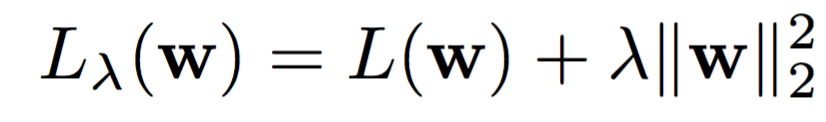 L_λ(𝐰) = L(𝐰) + λ‖𝐰‖₂²